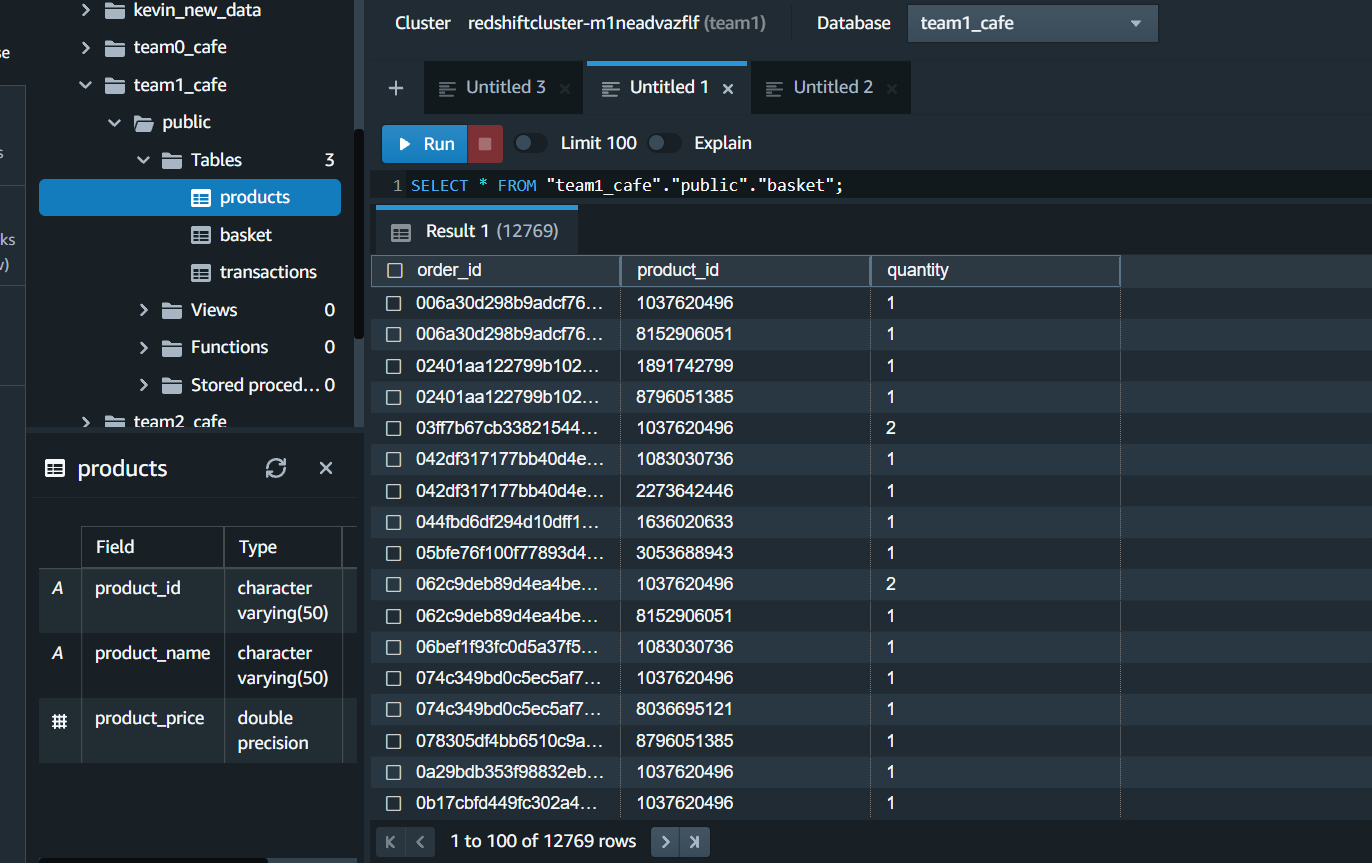 kevin_new_data
team0_cafe
team1_cafe
public
Tables 3
products
basket
transactions
Views 0
Functions 0
Stored proced... 0
team2_cafe
se
s
ks
v)
products
Field Type
A product_id character varying(50)
A product_name character varying(50)
product_price double precision
Cluster redshiftcluster-m1neadvazflf (team1) Database team1_cafe
+ Untitled 3 × Untitled 1 × Untitled 2 ×
Run Limit 100 Explain
1 SELECT * FROM "team1_cafe"."public"."basket";
Result 1 (12769)
order_id product_id quantity
006a30d298b9adcf76... 1037620496 1
006a30d298b9adcf76... 8152906051 1
02401aa122799b102... 1891742799 1
02401aa122799b102... 8796051385 1
03ff7b67cb33821544... 1037620496 2
042df317177bb40d4e... 1083030736 1
042df317177bb40d4e... 2273642446 1
044fbd6df294d10dff1... 1636020633 1
05bfe76f100f77893d4... 3053688943 1
062c9deb89d4ea4be... 1037620496 2
062c9deb89d4ea4be... 8152906051 1
06bef1f93fc0d5a37f5... 1083030736 1
074c349bd0c5ec5af7... 1037620496 1
074c349bd0c5ec5af7... 8036695121 1
078305df4bb6510c9a... 8796051385 1
0a29bdb353f98832eb... 1037620496 1
0b17cbfd449fc302a4... 1037620496 1
1 to 100 of 12769 rows